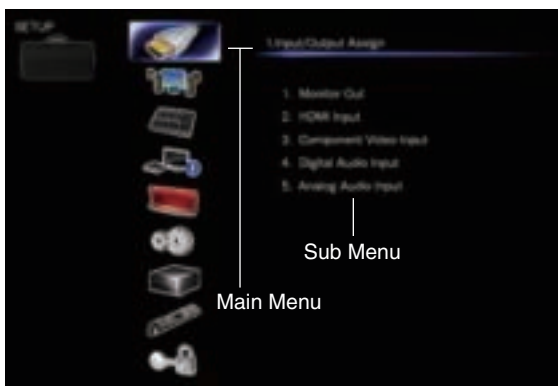 SETUP
1.Input/Output Assign
1. Monitor Out
2. HDMI Input
3. Component Video Input
4. Digital Audio Input
5. Analog Audio Input
Sub Menu
Main Menu